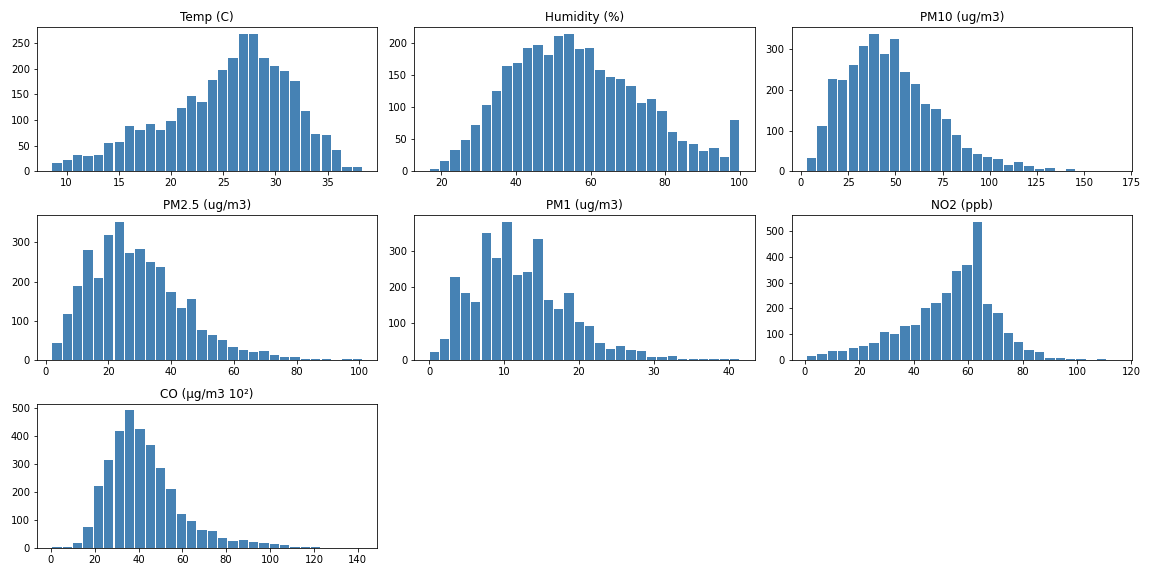 Temp (C)
250
200
150
100
50
0
10 15 20 25 30 35
Humidity (%)
200
150
100
50
0
20 40 60 80 100
PM10 (ug/m3)
300
200
100
0
0 25 50 75 100 125 150 175
PM2.5 (ug/m3)
300
200
100
0
0 20 40 60 80 100
PM1 (ug/m3)
300
200
100
0
0 10 20 30 40
NO2 (ppb)
500
400
300
200
100
0
0 20 40 60 80 100 120
CO (µg/m3 10²)
500
400
300
200
100
0
0 20 40 60 80 100 120 140